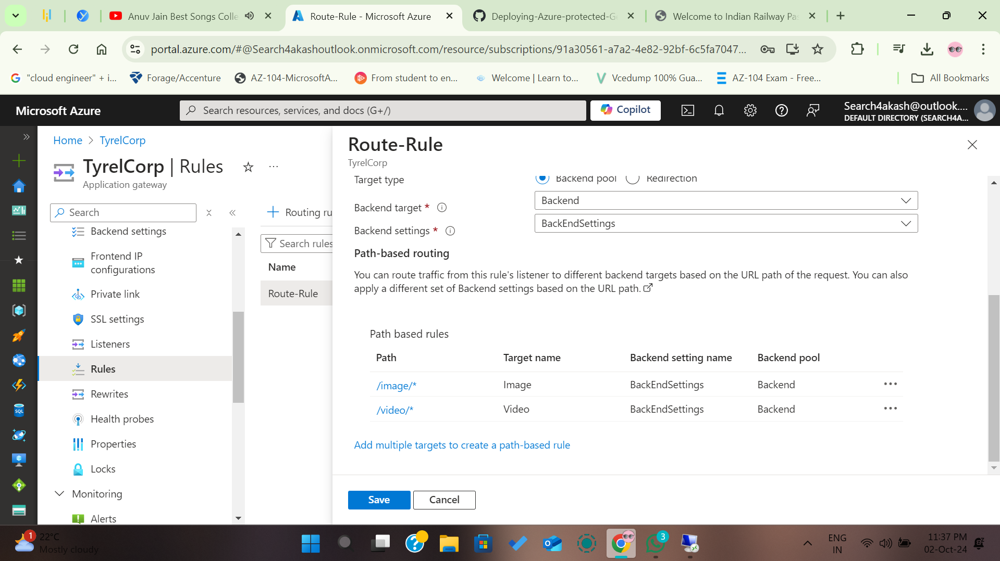 Anuv Jain Best Songs Colle
Route-Rule - Microsoft Azure
Deploying-Azure-protected-G
Welcome to Indian Railway Pa
portal.azure.com/#@Search4akashoutlook.onmicrosoft.com/resource/subscriptions/91a30561-a7a2-4e82-92bf-6c5fa7047...
"cloud engineer" + i...
Forage/Accenture
AZ-104-MicrosoftA...
From student to en...
Welcome | Learn to...
Vcedump 100% Gua...
AZ-104 Exam - Free...
All Bookmarks
Microsoft Azure
Search resources, services, and docs (G+/)
Copilot
Search4akash@outlook....
DEFAULT DIRECTORY (SEARCH4A...
Home > TyrelCorp
TyrelCorp | Rules
Application gateway
Search
Backend settings
Frontend IP
configurations
Private link
SSL settings
Listeners
Rules
Rewrites
Health probes
Properties
Locks
Monitoring
Alerts
Routing ru
Search rules
Name
Route-Rule
Route-Rule
TyrelCorp
Target type
Backend pool
Redirection
Backend target *
Backend
Backend settings *
BackEndSettings
Path-based routing
You can route traffic from this rule's listener to different backend targets based on the URL path of the request. You can also
apply a different set of Backend settings based on the URL path.
Path based rules
Path Target name Backend setting name Backend pool
/image/* Image BackEndSettings Backend
/video/* Video BackEndSettings Backend
Add multiple targets to create a path-based rule
Save
Cancel
1
22°C
Mostly cloudy
SQL
3
ENG
IN
11:37 PM
02-Oct-24